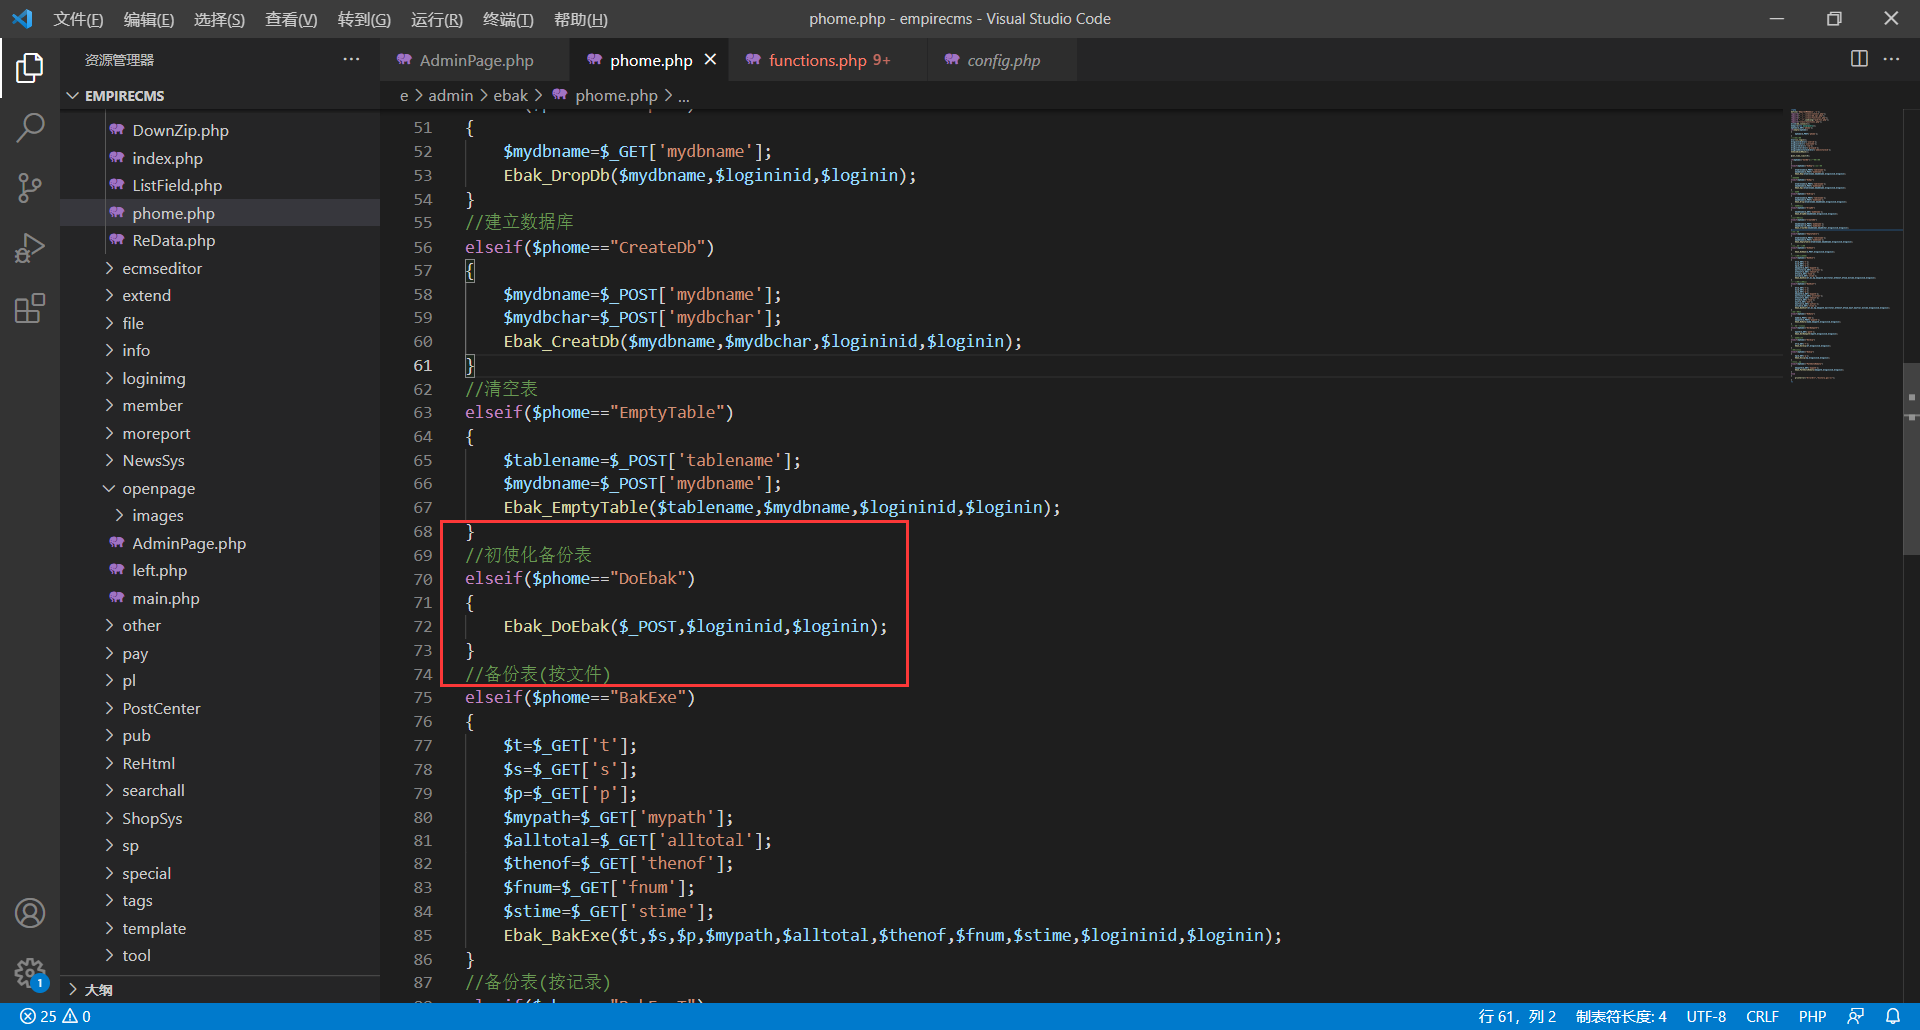 文件(F) 编辑(E) 选择(S) 查看(V) 转到(G) 运行(R) 终端(T) 帮助(H)
phome.php - empirecms - Visual Studio Code
资源管理器
EMPIRECMS
DownZip.php
index.php
ListField.php
phome.php
ReData.php
ecmseditor
extend
file
info
loginimg
member
moreport
NewsSys
openpage
images
AdminPage.php
left.php
main.php
other
pay
pl
PostCenter
pub
ReHtml
searchall
ShopSys
sp
special
tags
template
tool
大纲
AdminPage.php
phome.php
functions.php 9+
config.php
e > admin > ebak > phome.php > ...
51 {
52 $mydbname=$_GET['mydbname'];
53 Ebak_DropDb($mydbname,$logininid,$loginin);
54 }
55 //建立数据库
56 elseif($phome=="CreateDb")
57 {
58 $mydbname=$_POST['mydbname'];
59 $mydbchar=$_POST['mydbchar'];
60 Ebak_CreatDb($mydbname,$mydbchar,$logininid,$loginin);
61 }
62 //清空表
63 elseif($phome=="EmptyTable")
64 {
65 $tablename=$_POST['tablename'];
66 $mydbname=$_POST['mydbname'];
67 Ebak_EmptyTable($tablename,$mydbname,$logininid,$loginin);
68 }
69 //初使化备份表
70 elseif($phome=="DoEbak")
71 {
72 Ebak_DoEbak($_POST,$logininid,$loginin);
73 }
74 //备份表(按文件)
75 elseif($phome=="BakExe")
76 {
77 $t=$_GET['t'];
78 $s=$_GET['s'];
79 $p=$_GET['p'];
80 $mypath=$_GET['mypath'];
81 $alltotal=$_GET['alltotal'];
82 $thenof=$_GET['thenof'];
83 $fnum=$_GET['fnum'];
84 $stime=$_GET['stime'];
85 Ebak_BakExe($t,$s,$p,$mypath,$alltotal,$thenof,$fnum,$stime,$logininid,$loginin);
86 }
87 //备份表(按记录)
1
25 0
行 61，列 2 制表符长度: 4 UTF-8 CRLF PHP